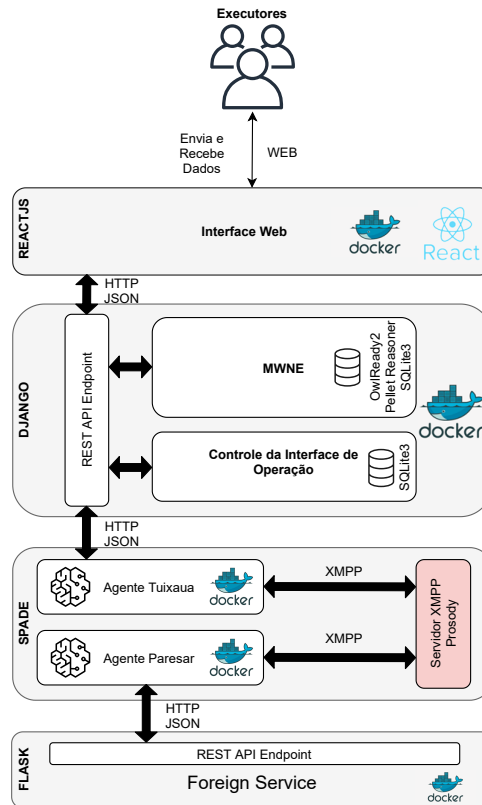 Executores
Envia e
Recebe
Dados
WEB
REACTJS
Interface Web
docker
React
HTTP
JSON
DJANGO
REST API Endpoint
MWNE
OwlReady2
Pellet Reasoner
SQLite3
docker
Controle da Interface de
Operação
SQLite3
HTTP
JSON
SPADE
Agente Tuixaua
docker
XMPP
Servidor XMPP
Prosody
Agente Paresar
docker
XMPP
HTTP
JSON
FLASK
REST API Endpoint
Foreign Service
docker